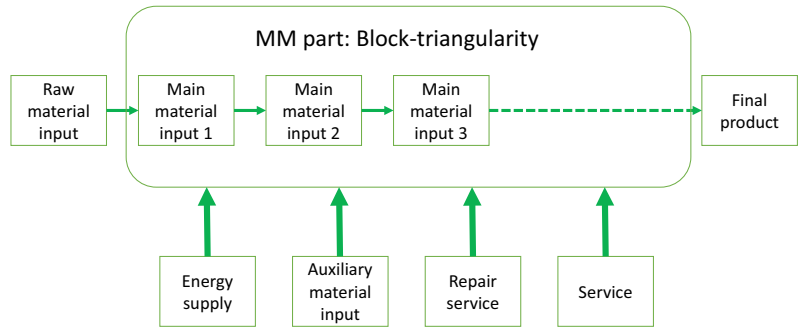 MM part: Block-triangularity
Raw
material
input
Main
material
input 1
Main
material
input 2
Main
material
input 3
Final
product
Energy
supply
Auxiliary
material
input
Repair
service
Service